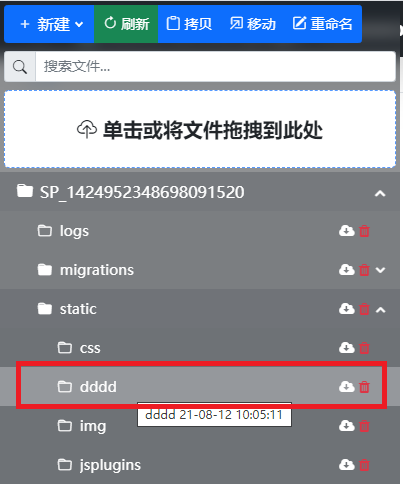 + 新建 刷新 拷贝 移动 重命名
搜索文件...
单击或将文件拖拽到此处
SP_1424952348698091520
logs
migrations
static
css
dddd
dddd 21-08-12 10:05:11
img
jsplugins